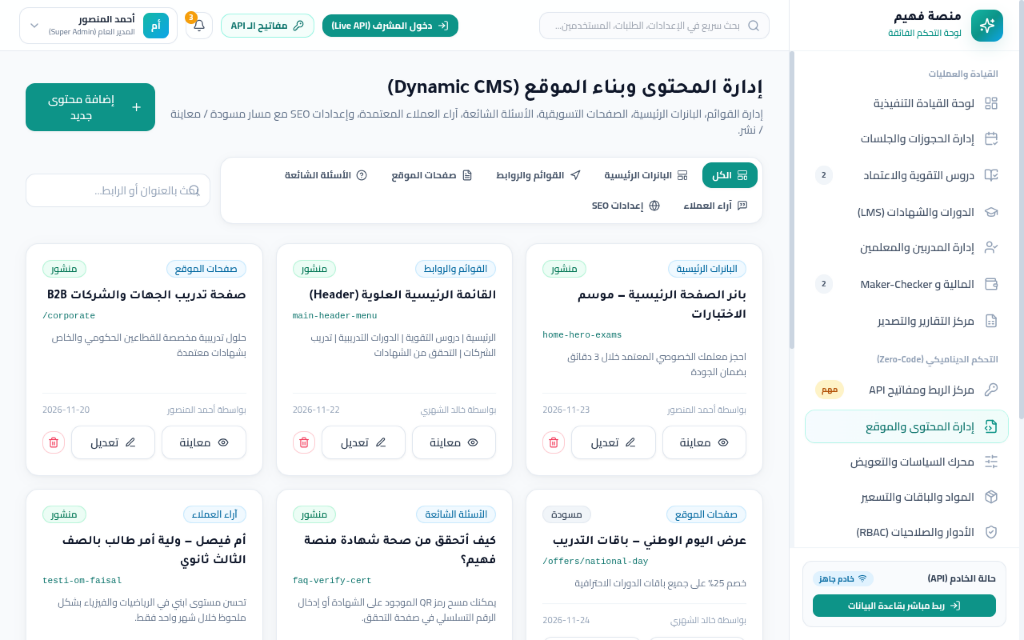 منصة فهيم
لوحة التحكم الفائقة
القيادة والعمليات
لوحة القيادة التنفيذية
إدارة الحجوزات والجلسات
دروس التقوية والاعتماد
2
الدورات والشهادات (LMS)
إدارة المدربين والمعلمين
المالية و Maker-Checker
2
مركز التقارير والتصدير
التحكم الديناميكي (Zero-Code)
مركز الربط ومفاتيح API
مهم
إدارة المحتوى والموقع
محرك السياسات والتعويض
المواد والباقات والتسعير
الأدوار والصلاحيات (RBAC)
حالة الخادم (API)
خادم جاهز
ربط مباشر بقاعدة البيانات
بحث سريع في الإعدادات، الطلبات، المستخدمين...
دخول المشرف (Live API)
مفاتيح الـ API
3
أم
أحمد المنصور
المدير العام (Super Admin)
إدارة المحتوى وبناء الموقع (Dynamic CMS)
إدارة القوائم، البانرات الرئيسية، الصفحات التسويقية، الأسئلة الشائعة، آراء العملاء المعتمدة، وإعدادات SEO مع مسار مسودة / معاينة
/ نشر.
إضافة محتوى
جديد
الكل
البانرات الرئيسية
القوائم والروابط
صفحات الموقع
الأسئلة الشائعة
آراء العملاء
إعدادات SEO
بحث بالعنوان أو الرابط...
البانرات الرئيسية
منشور
بانر الصفحة الرئيسية – موسم
الاختبارات
home-hero-exams
احجز معلمك الخصوصي المعتمد خلال 3 دقائق
بضمان الجودة
بواسطة أحمد المنصور
2026-11-23
معاينة
تعديل
القوائم والروابط
منشور
القائمة الرئيسية العلوية (Header)
main-header-menu
الرئيسية | دروس التقوية | الدورات التدريبية | تدريب
الشركات | التحقق من الشهادات
بواسطة خالد الشهري
2026-11-22
معاينة
تعديل
صفحات الموقع
منشور
صفحة تدريب الجهات والشركات B2B
/corporate
حلول تدريبية مخصصة للقطاعين الحكومي والخاص
بشهادات معتمدة
بواسطة أحمد المنصور
2026-11-20
معاينة
تعديل
صفحات الموقع
مسودة
عرض اليوم الوطني – باقات التدريب
/offers/national-day
خصم 25% على جميع باقات الدورات الاحترافية
بواسطة خالد الشهري
2026-11-24
الأسئلة الشائعة
منشور
كيف أتحقق من صحة شهادة منصة
فهيم؟
faq-verify-cert
يمكنك مسح رمز QR الموجود على الشهادة أو إدخال
الرقم التسلسلي في صفحة التحقق.
آراء العملاء
منشور
أم فيصل – ولية أمر طالب بالصف
الثالث ثانوي
testi-om-faisal
تحسن مستوى ابني في الرياضيات والفيزياء بشكل
ملحوظ خلال شهر واحد فقط.